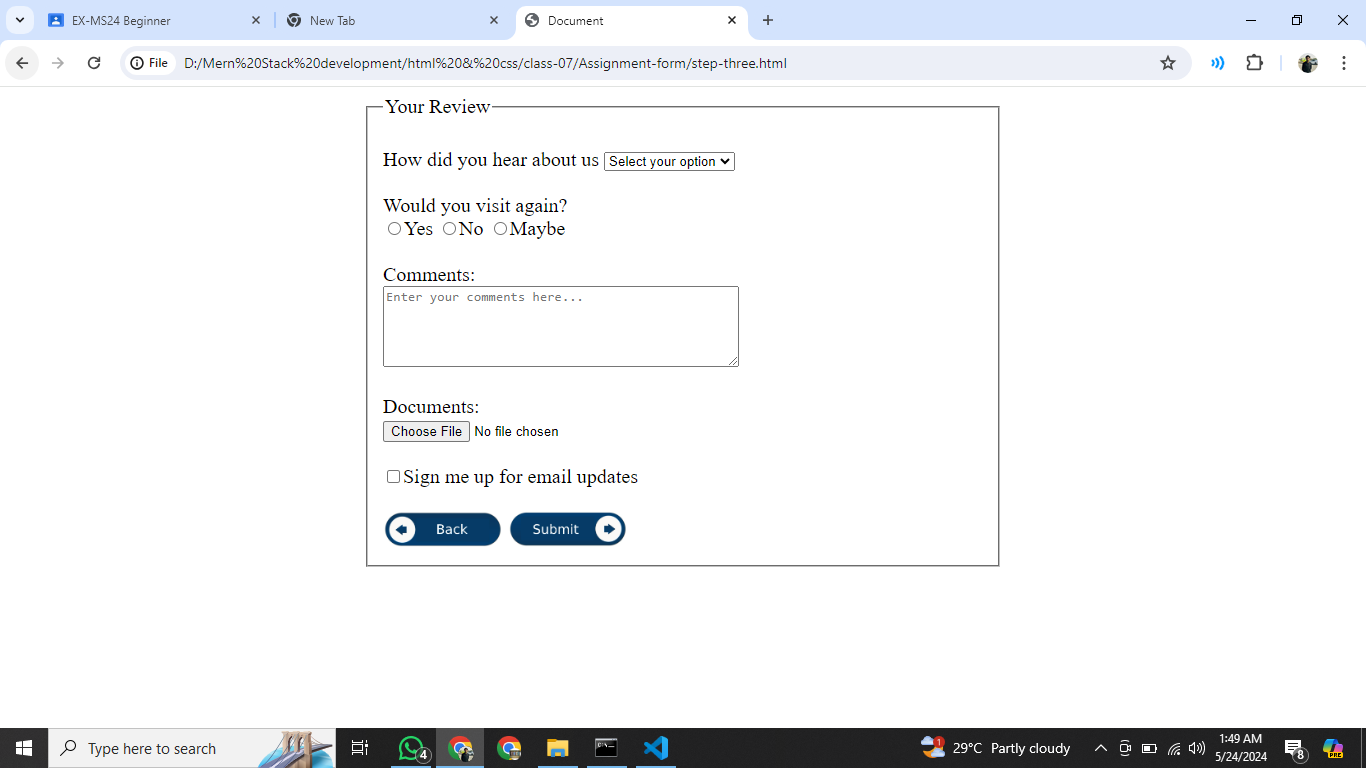 EX-MS24 Beginner
New Tab
Document
File
D:/Mern%20Stack%20development/html%20&%20css/class-07/Assignment-form/step-three.html
Your Review
How did you hear about us Select your option
Would you visit again?
Yes No Maybe
Comments:
Enter your comments here...
Documents:
Choose File No file chosen
Sign me up for email updates
Back Submit
Type here to search
4
1
29°C Partly cloudy
1:49 AM
5/24/2024
8
PRE